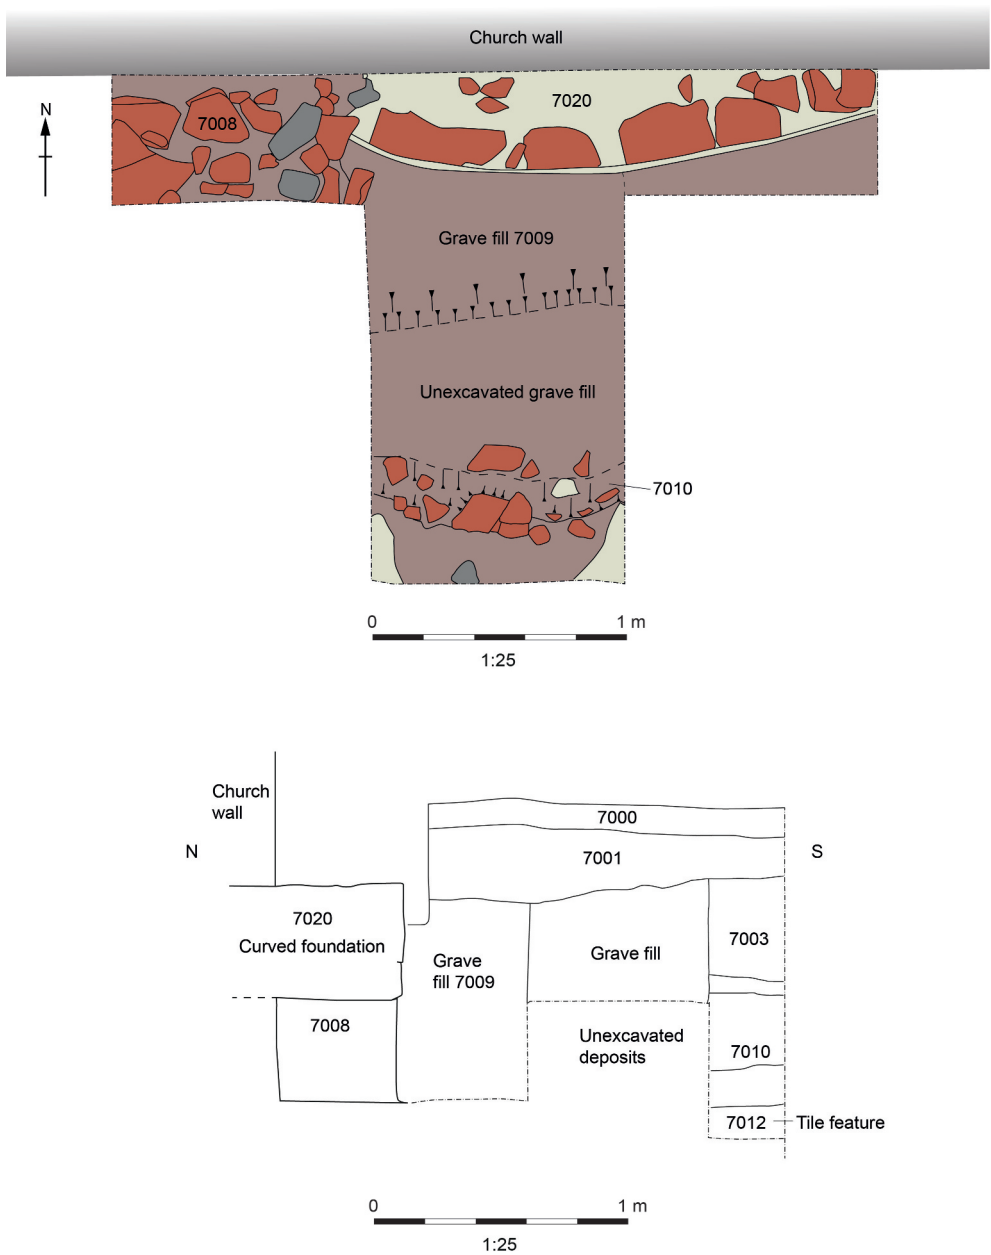 Church wall
N
7020
7008
Grave fill 7009
Unexcavated grave fill
7010
0 1 m
1:25
Church
wall
N
S
7000
7001
7020
Curved foundation
7003
Grave
fill 7009
Grave fill
7008
Unexcavated
deposits
7010
7012
Tile feature
0 1 m
1:25